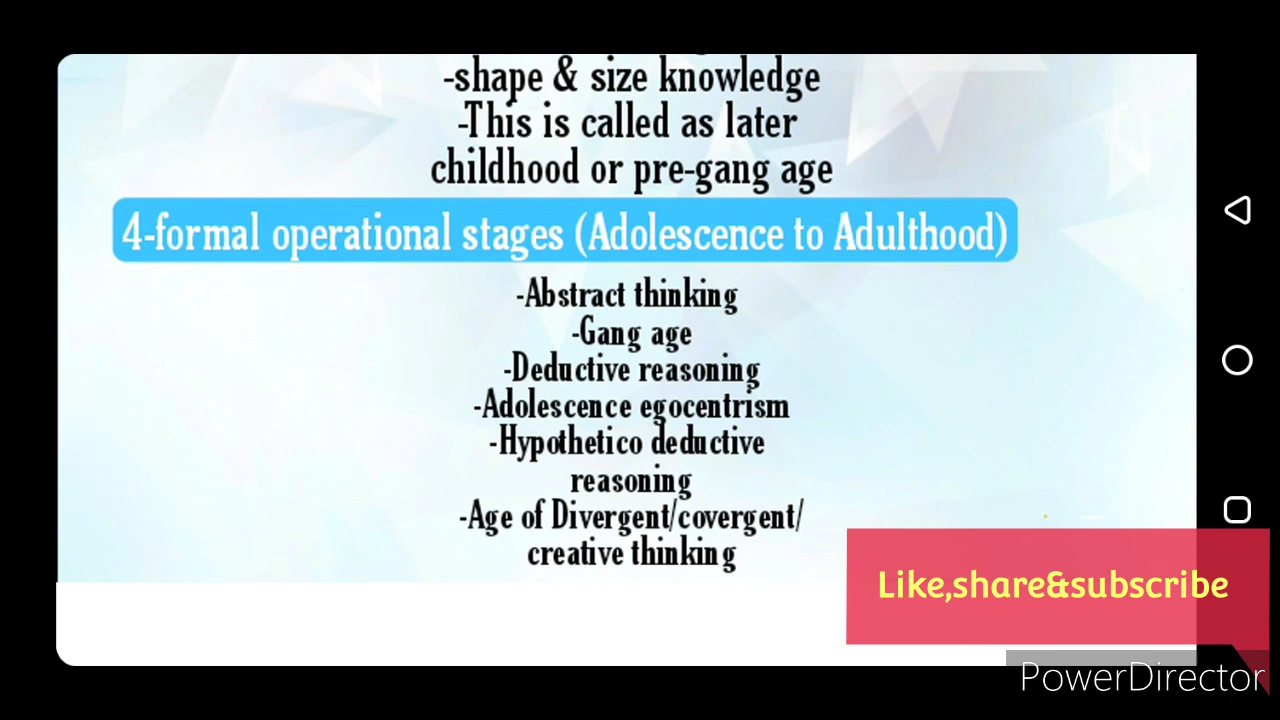 -shape & size knowledge
-This is called as later
childhood or pre-gang age
4-formal operational stages (Adolescence to Adulthood)
-Abstract thinking
-Gang age
-Deductive reasoning
-Adolescence egocentrism
-Hypothetico deductive
reasoning
-Age of Divergent/covergent/
creative thinking
Like,share&subscribe
PowerDirector